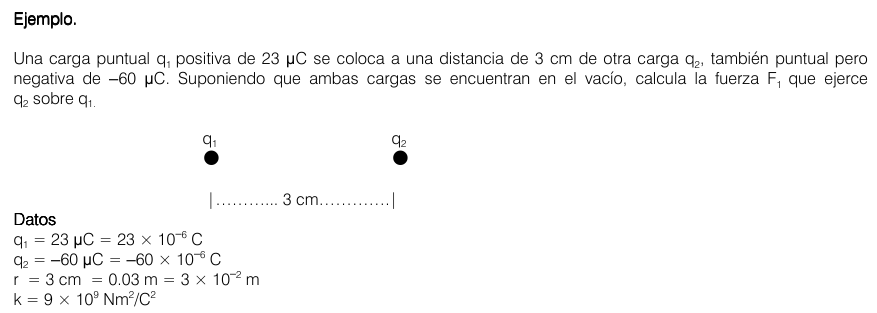 Ejemplo.
Una carga puntual q₁ positiva de 23 µC se coloca a una distancia de 3 cm de otra carga q₂, también puntual pero
negativa de –60 µC. Suponiendo que ambas cargas se encuentran en el vacío, calcula la fuerza F₁ que ejerce
q₂ sobre q₁.
q₁ q₂
|………... 3 cm………….|
Datos
q₁ = 23 µC = 23 × 10⁻⁶ C
q₂ = –60 µC = –60 × 10⁻⁶ C
r = 3 cm = 0.03 m = 3 × 10⁻² m
k = 9 × 10⁹ Nm²/C²